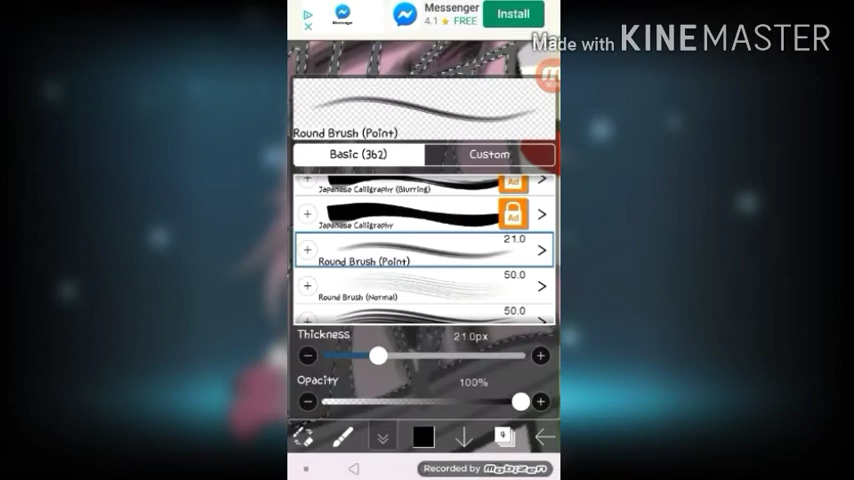 Messenger
4.1 ★ FREE
Install
Made with KINEMASTER
Round Brush (Point)
Basic (362)
Custom
Ad
Japanese Calligraphy (Blurring)
Ad
Japanese Calligraphy
21.0
Round Brush (Point)
50.0
Round Brush (Normal)
50.0
Thickness
21.0px
Opacity
100%
Recorded by mobizen